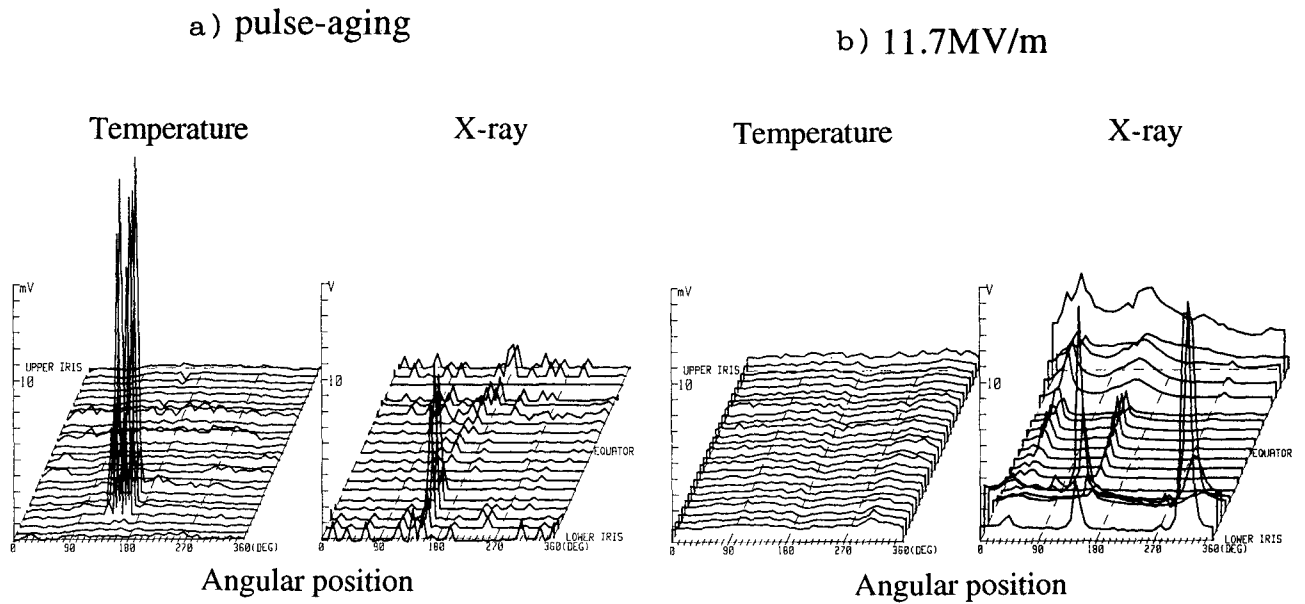 a) pulse-aging
b) 11.7MV/m
Temperature
X-ray
Temperature
X-ray
mV
V
mV
V
UPPER IRIS
UPPER IRIS
10
10
10
10
EQUATOR
EQUATOR
LOWER IRIS
LOWER IRIS
0 90 180 270 360(DEG)
0 90 180 270 360(DEG)
0 90 180 270 360(DEG)
0 90 180 270 360(DEG)
Angular position
Angular position